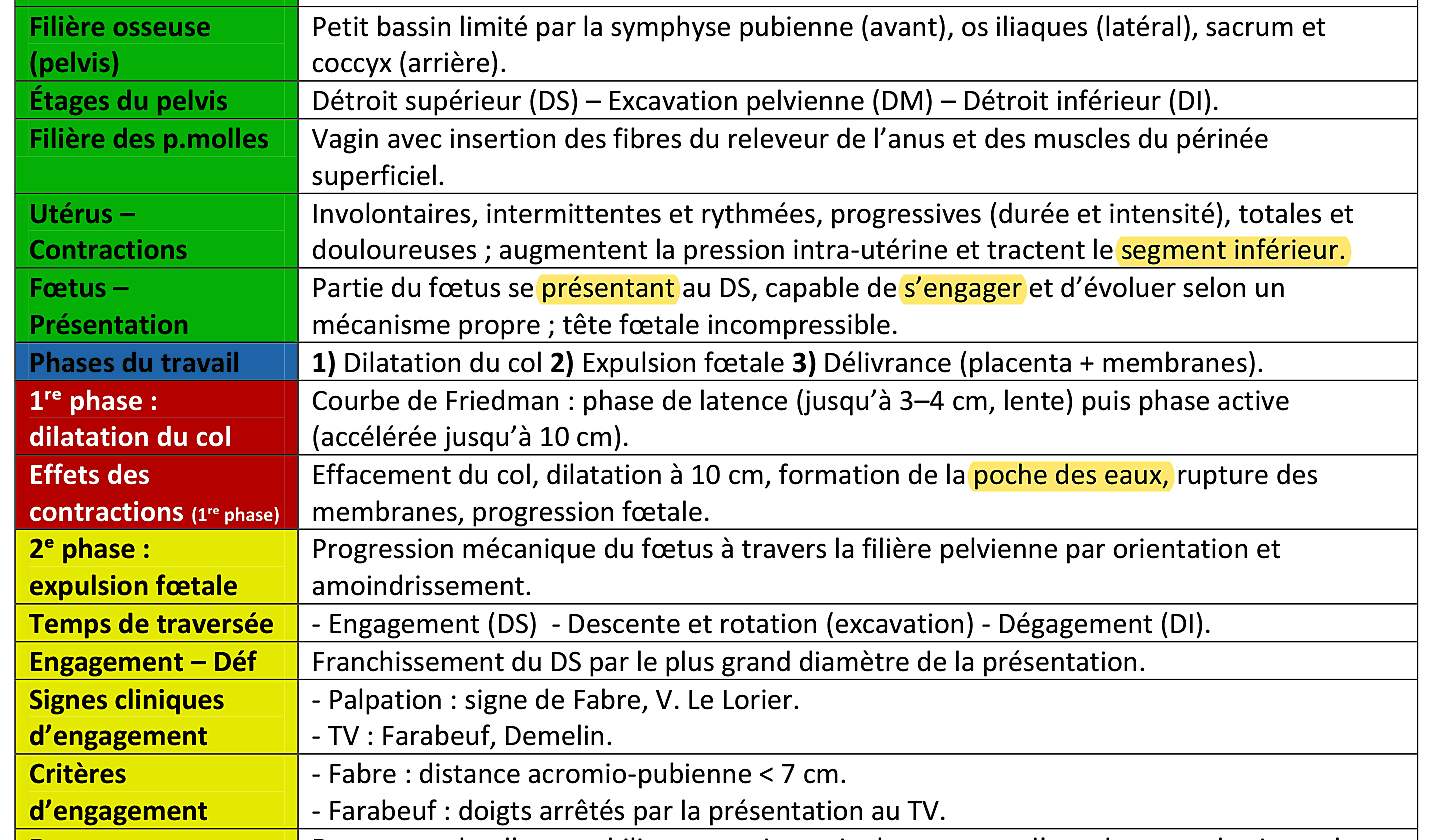 Filière osseuse
(pelvis)
Petit bassin limité par la symphyse pubienne (avant), os iliaques (latéral), sacrum et
coccyx (arrière).
Étages du pelvis
Détroit supérieur (DS) – Excavation pelvienne (DM) – Détroit inférieur (DI).
Filière des p.molles
Vagin avec insertion des fibres du releveur de l’anus et des muscles du périnée
superficiel.
Utérus –
Contractions
Involontaires, intermittentes et rythmées, progressives (durée et intensité), totales et
douloureuses ; augmentent la pression intra-utérine et tractent le segment inférieur.
Fœtus –
Présentation
Partie du fœtus se présentant au DS, capable de s’engager et d’évoluer selon un
mécanisme propre ; tête fœtale incompressible.
Phases du travail
1) Dilatation du col 2) Expulsion fœtale 3) Délivrance (placenta + membranes).
1re phase :
dilatation du col
Courbe de Friedman : phase de latence (jusqu’à 3–4 cm, lente) puis phase active
(accélérée jusqu’à 10 cm).
Effets des
contractions (1re phase)
Effacement du col, dilatation à 10 cm, formation de la poche des eaux, rupture des
membranes, progression fœtale.
2e phase :
expulsion fœtale
Progression mécanique du fœtus à travers la filière pelvienne par orientation et
amoindrissement.
Temps de traversée
- Engagement (DS) - Descente et rotation (excavation) - Dégagement (DI).
Engagement – Déf
Franchissement du DS par le plus grand diamètre de la présentation.
Signes cliniques
d’engagement
- Palpation : signe de Fabre, V. Le Lorier.
- TV : Farabeuf, Demelin.
Critères
d’engagement
- Fabre : distance acromio-pubienne < 7 cm.
- Farabeuf : doigts arrêtés par la présentation au TV.